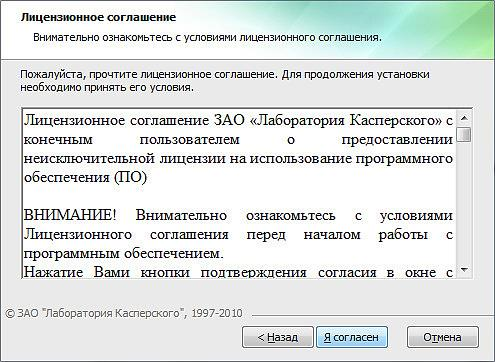 Лицензионное соглашение
Внимательно ознакомьтесь с условиями лицензионного соглашения.
Пожалуйста, прочтите лицензионное соглашение. Для продолжения установки
необходимо принять его условия.
Лицензионное соглашение ЗАО «Лаборатория Касперского» с
конечным пользователем о предоставлении
неисключительной лицензии на использование программного
обеспечения (ПО)
ВНИМАНИЕ! Внимательно ознакомьтесь с условиями
Лицензионного соглашения перед началом работы с
программным обеспечением.
Нажатие Вами кнопки подтверждения согласия в окне с
© ЗАО "Лаборатория Касперского", 1997-2010
< Назад
Я согласен
Отмена